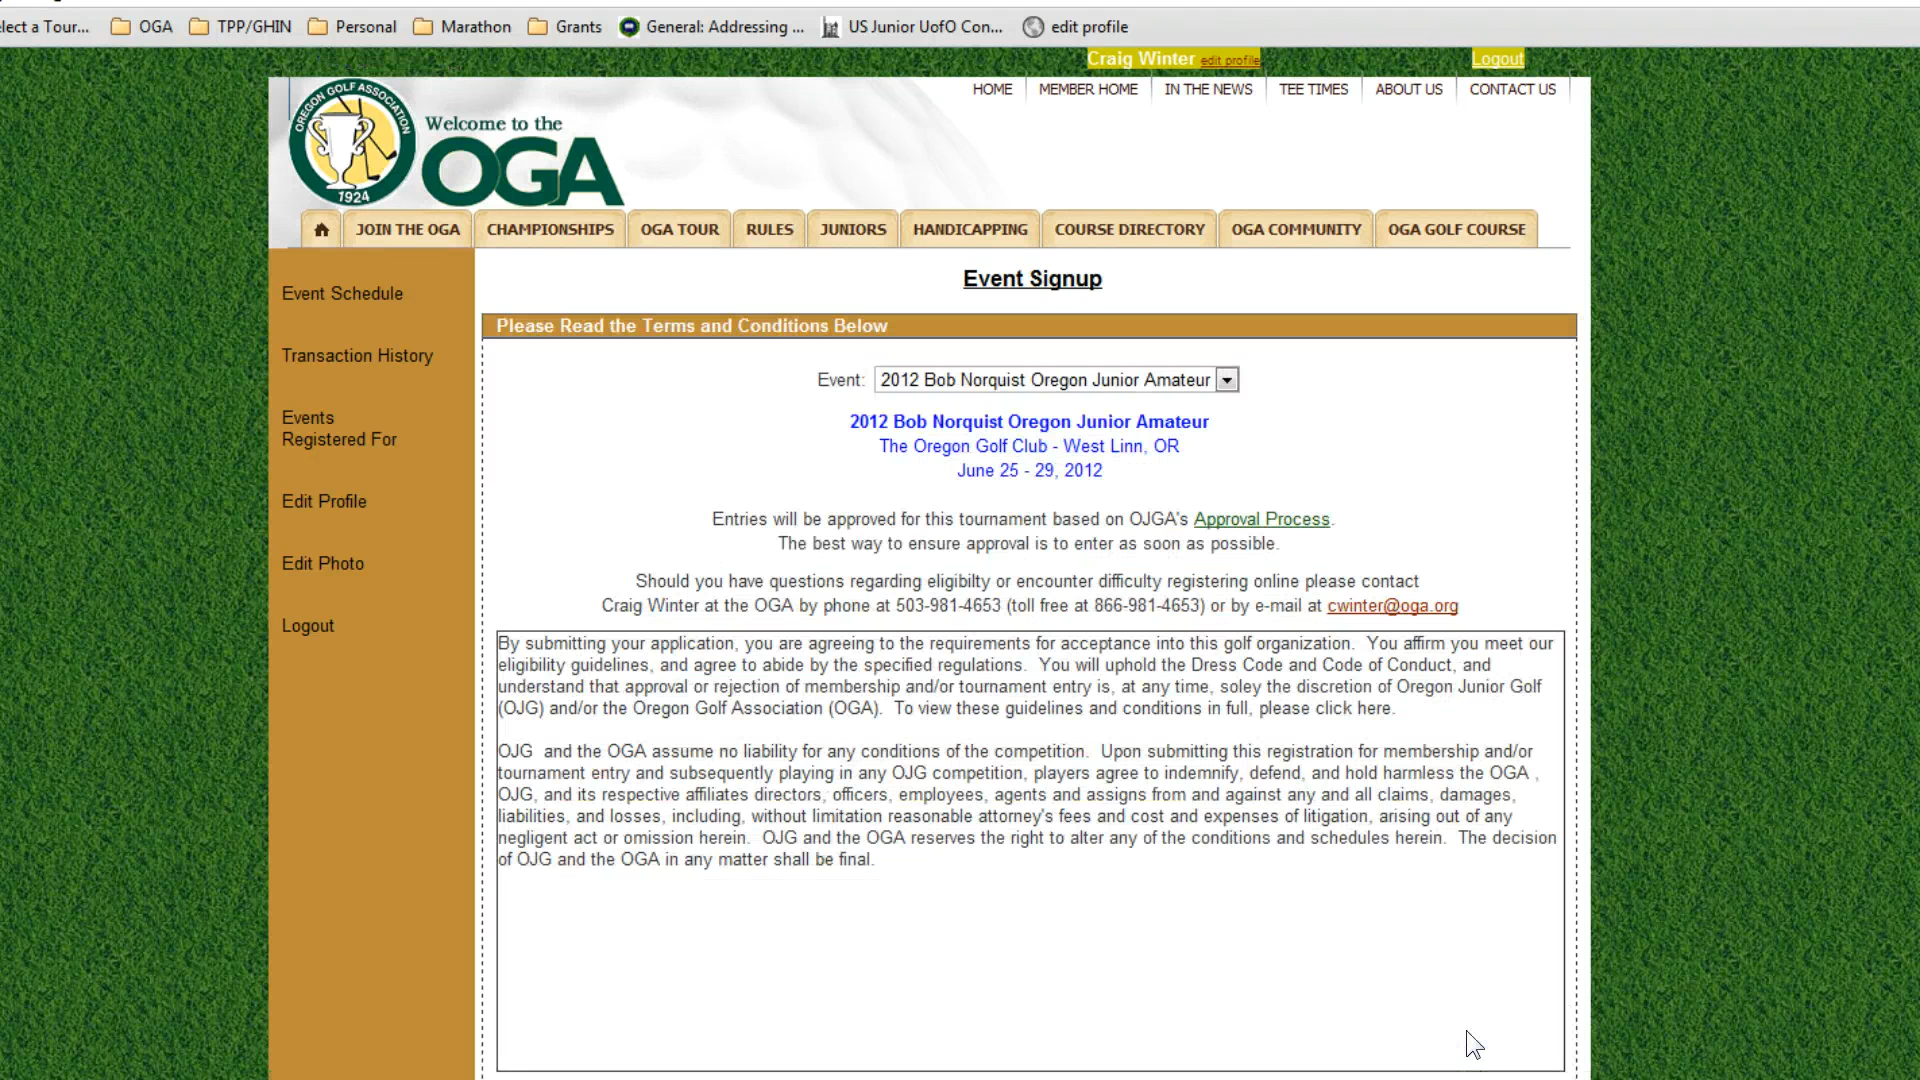 lect a Tour...
OGA
TPP/GHIN
Personal
Marathon
Grants
General: Addressing ...
US Junior UofO Con...
edit profile
Craig Winter edit profile
Logout
HOME
MEMBER HOME
IN THE NEWS
TEE TIMES
ABOUT US
CONTACT US
OREGON GOLF ASSOCIATION
1924
Welcome to the
OGA
JOIN THE OGA
CHAMPIONSHIPS
OGA TOUR
RULES
JUNIORS
HANDICAPPING
COURSE DIRECTORY
OGA COMMUNITY
OGA GOLF COURSE
Event Schedule
Transaction History
Events
Registered For
Edit Profile
Edit Photo
Logout
Event Signup
Please Read the Terms and Conditions Below
Event: 2012 Bob Norquist Oregon Junior Amateur
2012 Bob Norquist Oregon Junior Amateur
The Oregon Golf Club - West Linn, OR
June 25 - 29, 2012
Entries will be approved for this tournament based on OJGA's Approval Process.
The best way to ensure approval is to enter as soon as possible.
Should you have questions regarding eligibilty or encounter difficulty registering online please contact
Craig Winter at the OGA by phone at 503-981-4653 (toll free at 866-981-4653) or by e-mail at cwinter@oga.org
By submitting your application, you are agreeing to the requirements for acceptance into this golf organization. You affirm you meet our
eligibility guidelines, and agree to abide by the specified regulations. You will uphold the Dress Code and Code of Conduct, and
understand that approval or rejection of membership and/or tournament entry is, at any time, soley the discretion of Oregon Junior Golf
(OJG) and/or the Oregon Golf Association (OGA). To view these guidelines and conditions in full, please click here.
OJG and the OGA assume no liability for any conditions of the competition. Upon submitting this registration for membership and/or
tournament entry and subsequently playing in any OJG competition, players agree to indemnify, defend, and hold harmless the OGA ,
OJG, and its respective affiliates directors, officers, employees, agents and assigns from and against any and all claims, damages,
liabilities, and losses, including, without limitation reasonable attorney's fees and cost and expenses of litigation, arising out of any
negligent act or omission herein. OJG and the OGA reserves the right to alter any of the conditions and schedules herein. The decision
of OJG and the OGA in any matter shall be final.